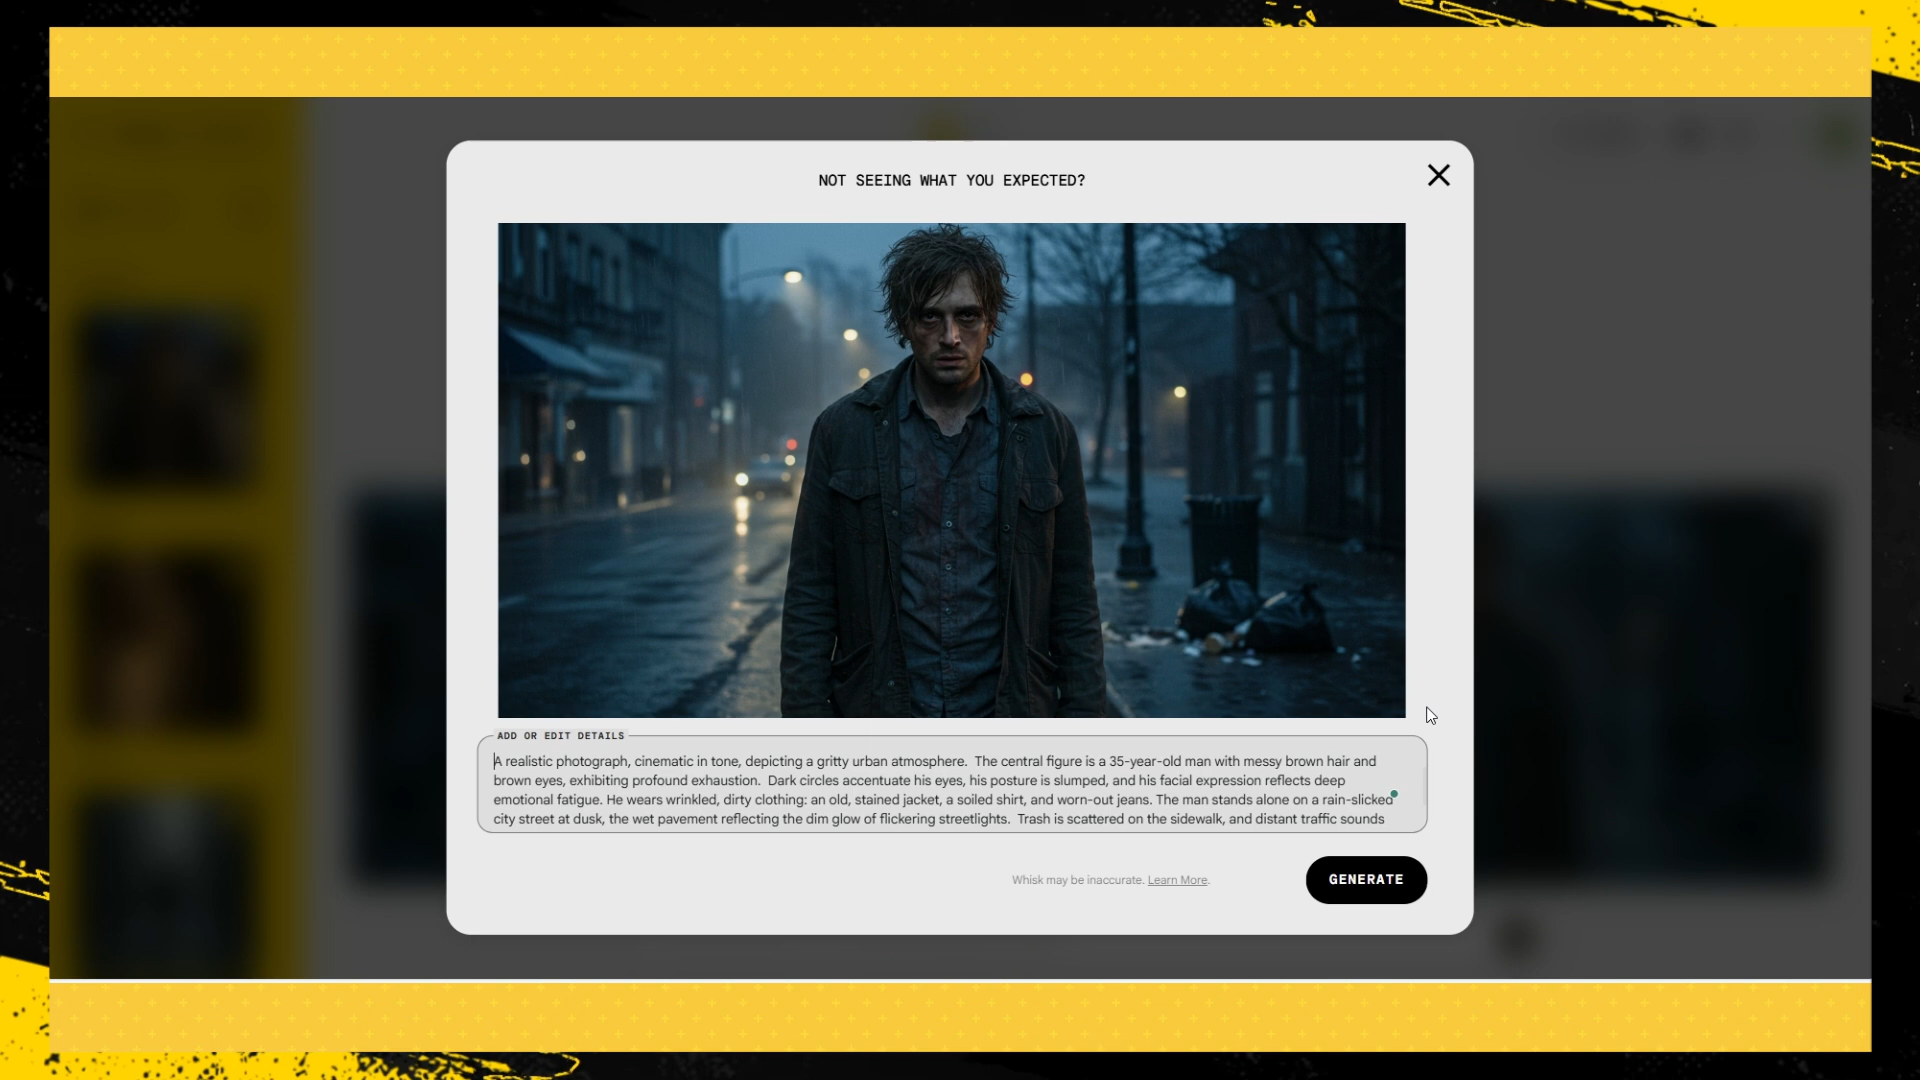 NOT SEEING WHAT YOU EXPECTED?
ADD OR EDIT DETAILS
A realistic photograph, cinematic in tone, depicting a gritty urban atmosphere.  The central figure is a 35-year-old man with messy brown hair and
brown eyes, exhibiting profound exhaustion.  Dark circles accentuate his eyes, his posture is slumped, and his facial expression reflects deep
emotional fatigue. He wears wrinkled, dirty clothing: an old, stained jacket, a soiled shirt, and worn-out jeans. The man stands alone on a rain-slicked
city street at dusk, the wet pavement reflecting the dim glow of flickering streetlights.  Trash is scattered on the sidewalk, and distant traffic sounds
Whisk may be inaccurate. Learn More.
GENERATE